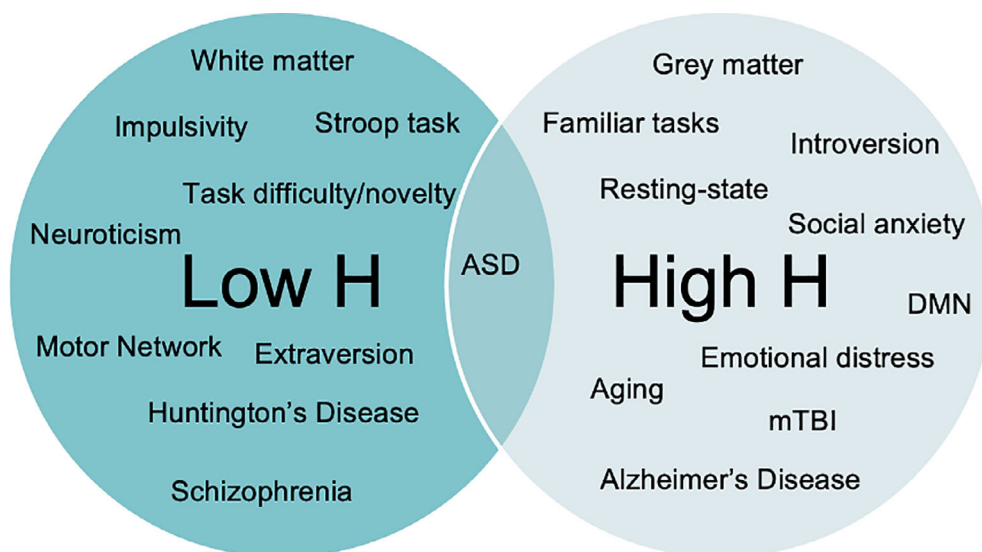 White matter
Impulsivity
Stroop task
Task difficulty/novelty
Neuroticism
Low H
Motor Network
Extraversion
Huntington's Disease
Schizophrenia
ASD
Grey matter
Familiar tasks
Introversion
Resting-state
Social anxiety
High H
DMN
Emotional distress
Aging
mTBI
Alzheimer's Disease